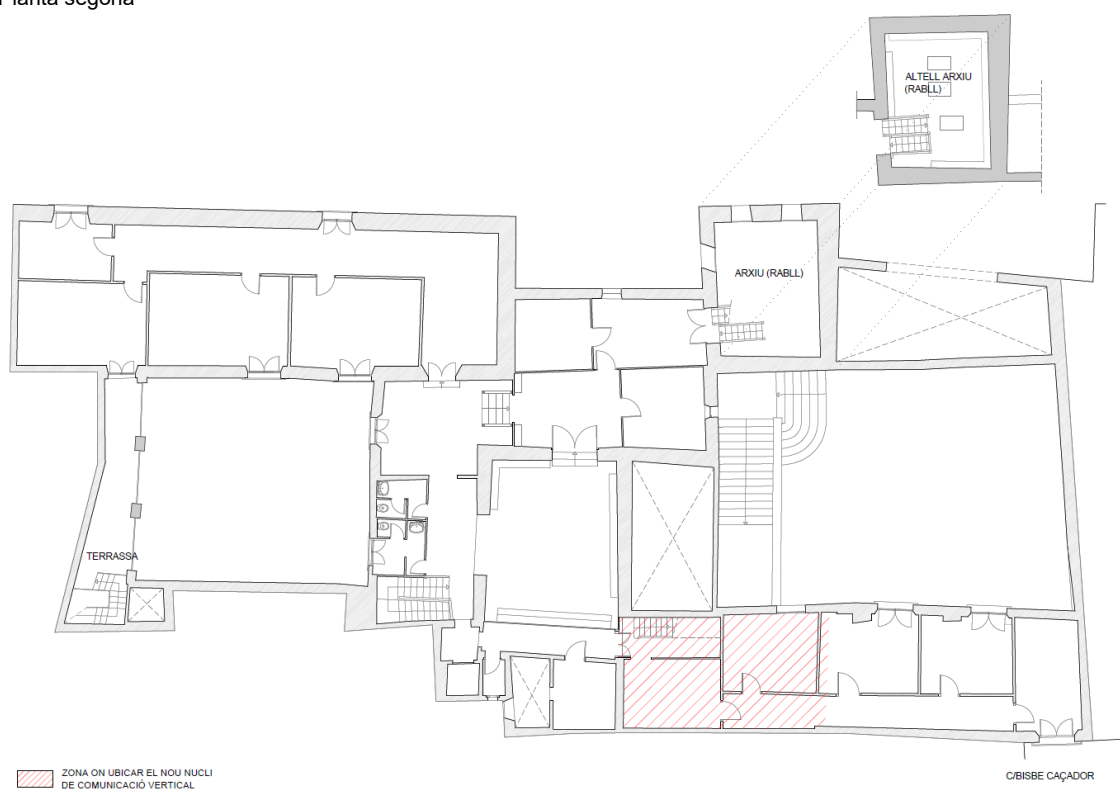 Planta segona
ALTELL ARXIU
(RABLL)
ARXIU (RABLL)
TERRASSA
ZONA ON UBICAR EL NOU NUCLI
DE COMUNICACIÓ VERTICAL
C/BISBE CAÇADOR